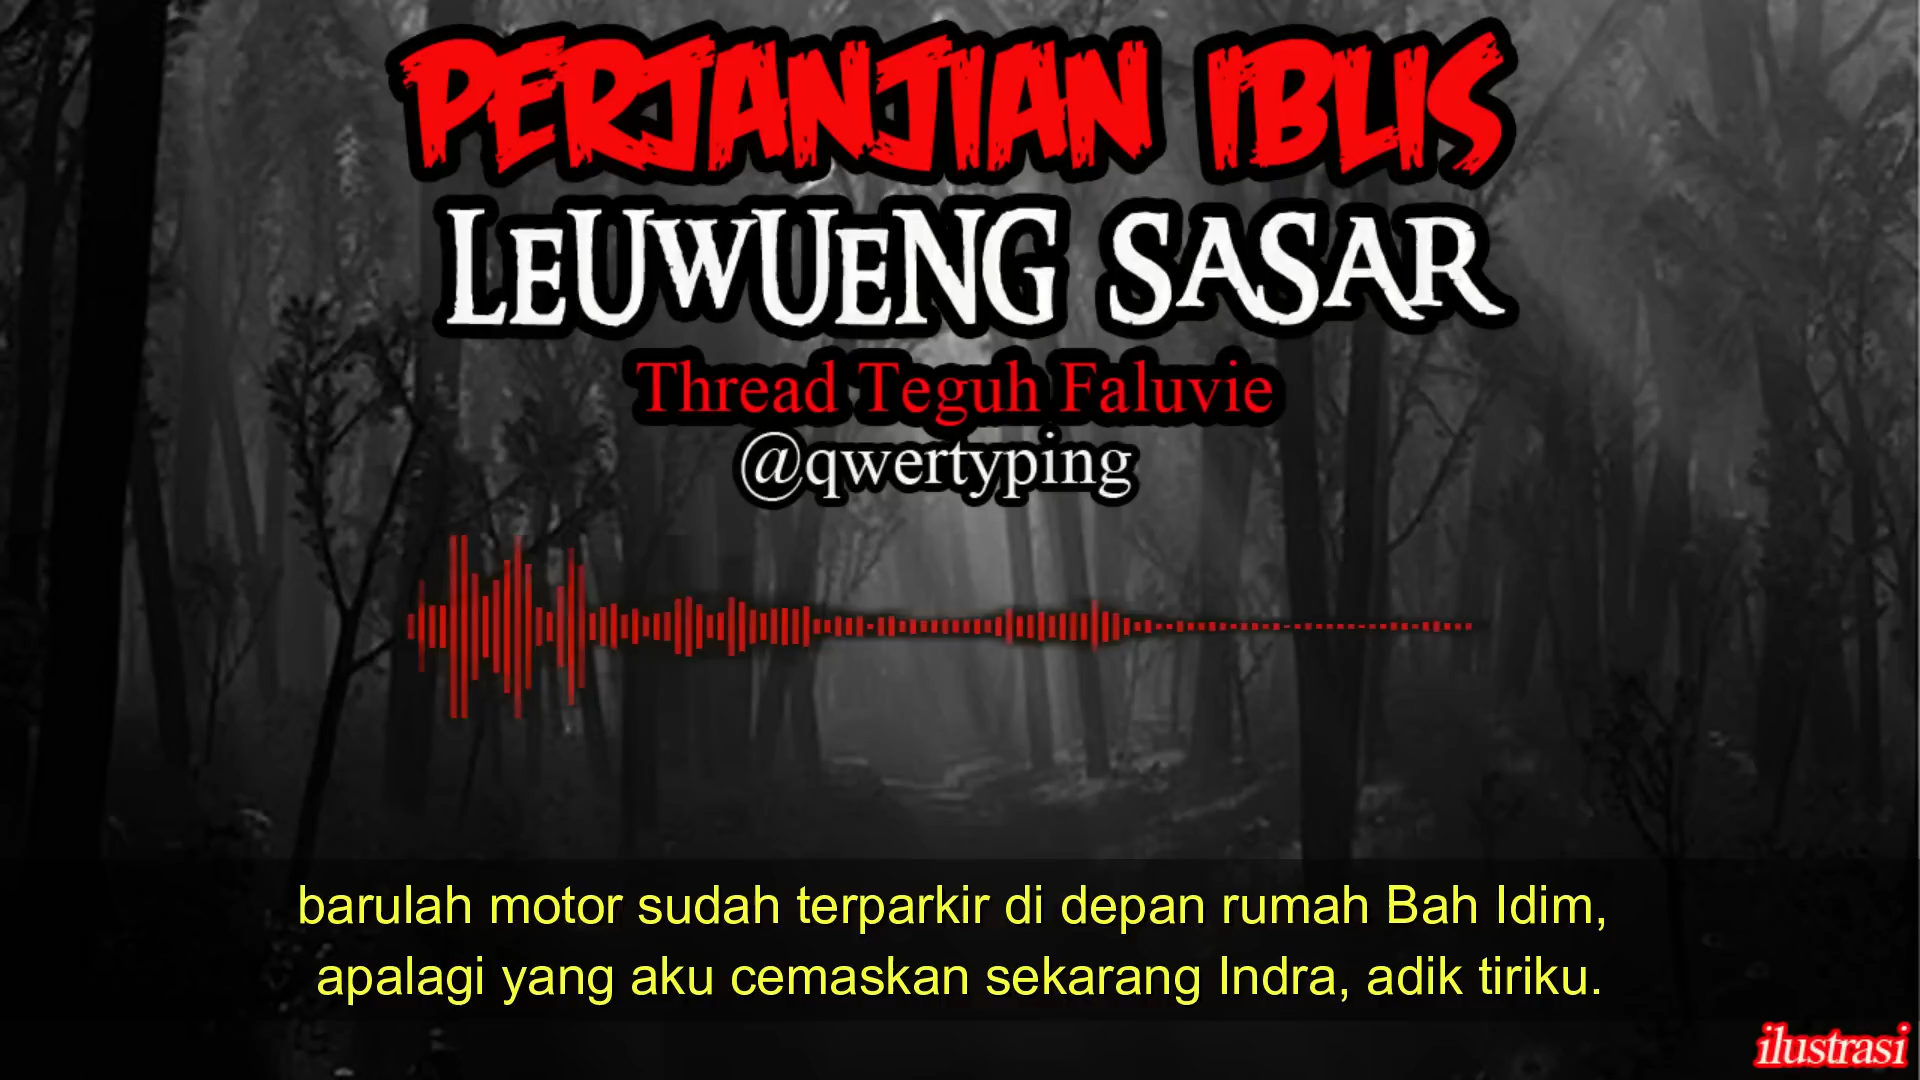 PERJANJIAN IBLIS
LEUWUENG SASAR
Thread Teguh Faluvie
@qwertyping
barulah motor sudah terparkir di depan rumah Bah Idim,
apalagi yang aku cemaskan sekarang Indra, adik tiriku.
ilustrasi